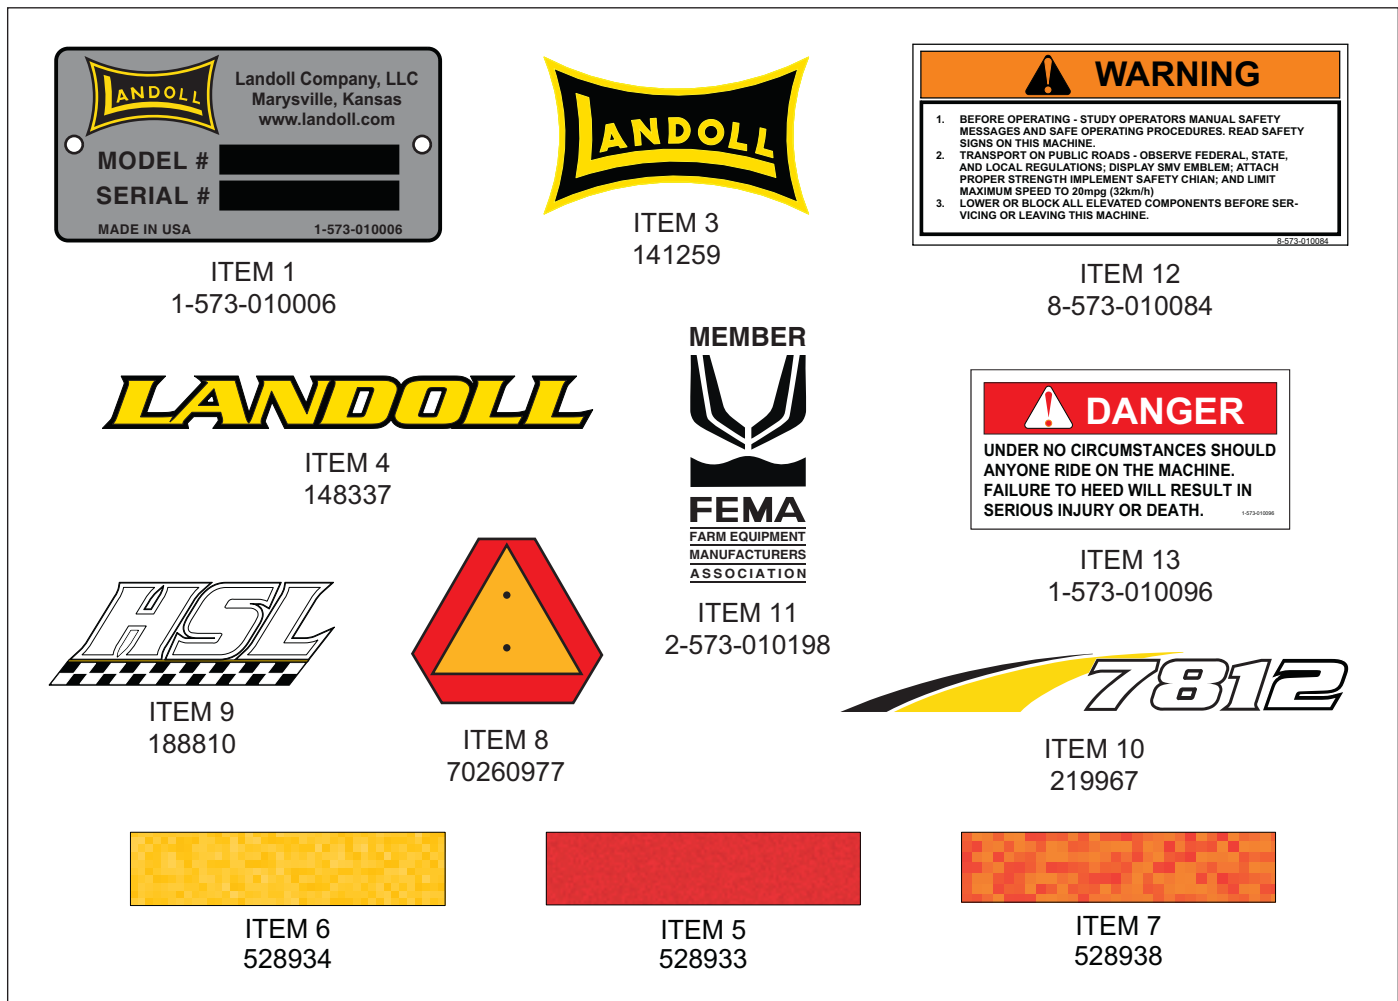 LANDOLL
Landoll Company, LLC
Marysville, Kansas
www.landoll.com
MODEL #
SERIAL #
MADE IN USA
1-573-010006
ITEM 1
1-573-010006
LANDOLL
ITEM 3
141259
WARNING
1. BEFORE OPERATING - STUDY OPERATORS MANUAL SAFETY
MESSAGES AND SAFE OPERATING PROCEDURES. READ SAFETY
SIGNS ON THIS MACHINE.
2. TRANSPORT ON PUBLIC ROADS - OBSERVE FEDERAL, STATE,
AND LOCAL REGULATIONS; DISPLAY SMV EMBLEM; ATTACH
PROPER STRENGTH IMPLEMENT SAFETY CHIAN; AND LIMIT
MAXIMUM SPEED TO 20mpg (32km/h)
3. LOWER OR BLOCK ALL ELEVATED COMPONENTS BEFORE SER-
VICING OR LEAVING THIS MACHINE.
8-573-010084
ITEM 12
8-573-010084
LANDOLL
ITEM 4
148337
MEMBER
FEMA
FARM EQUIPMENT
MANUFACTURERS
ASSOCIATION
ITEM 11
2-573-010198
DANGER
UNDER NO CIRCUMSTANCES SHOULD
ANYONE RIDE ON THE MACHINE.
FAILURE TO HEED WILL RESULT IN
SERIOUS INJURY OR DEATH.
1-573-010096
ITEM 13
1-573-010096
HSL
ITEM 9
188810
ITEM 8
70260977
7812
ITEM 10
219967
ITEM 6
528934
ITEM 5
528933
ITEM 7
528938